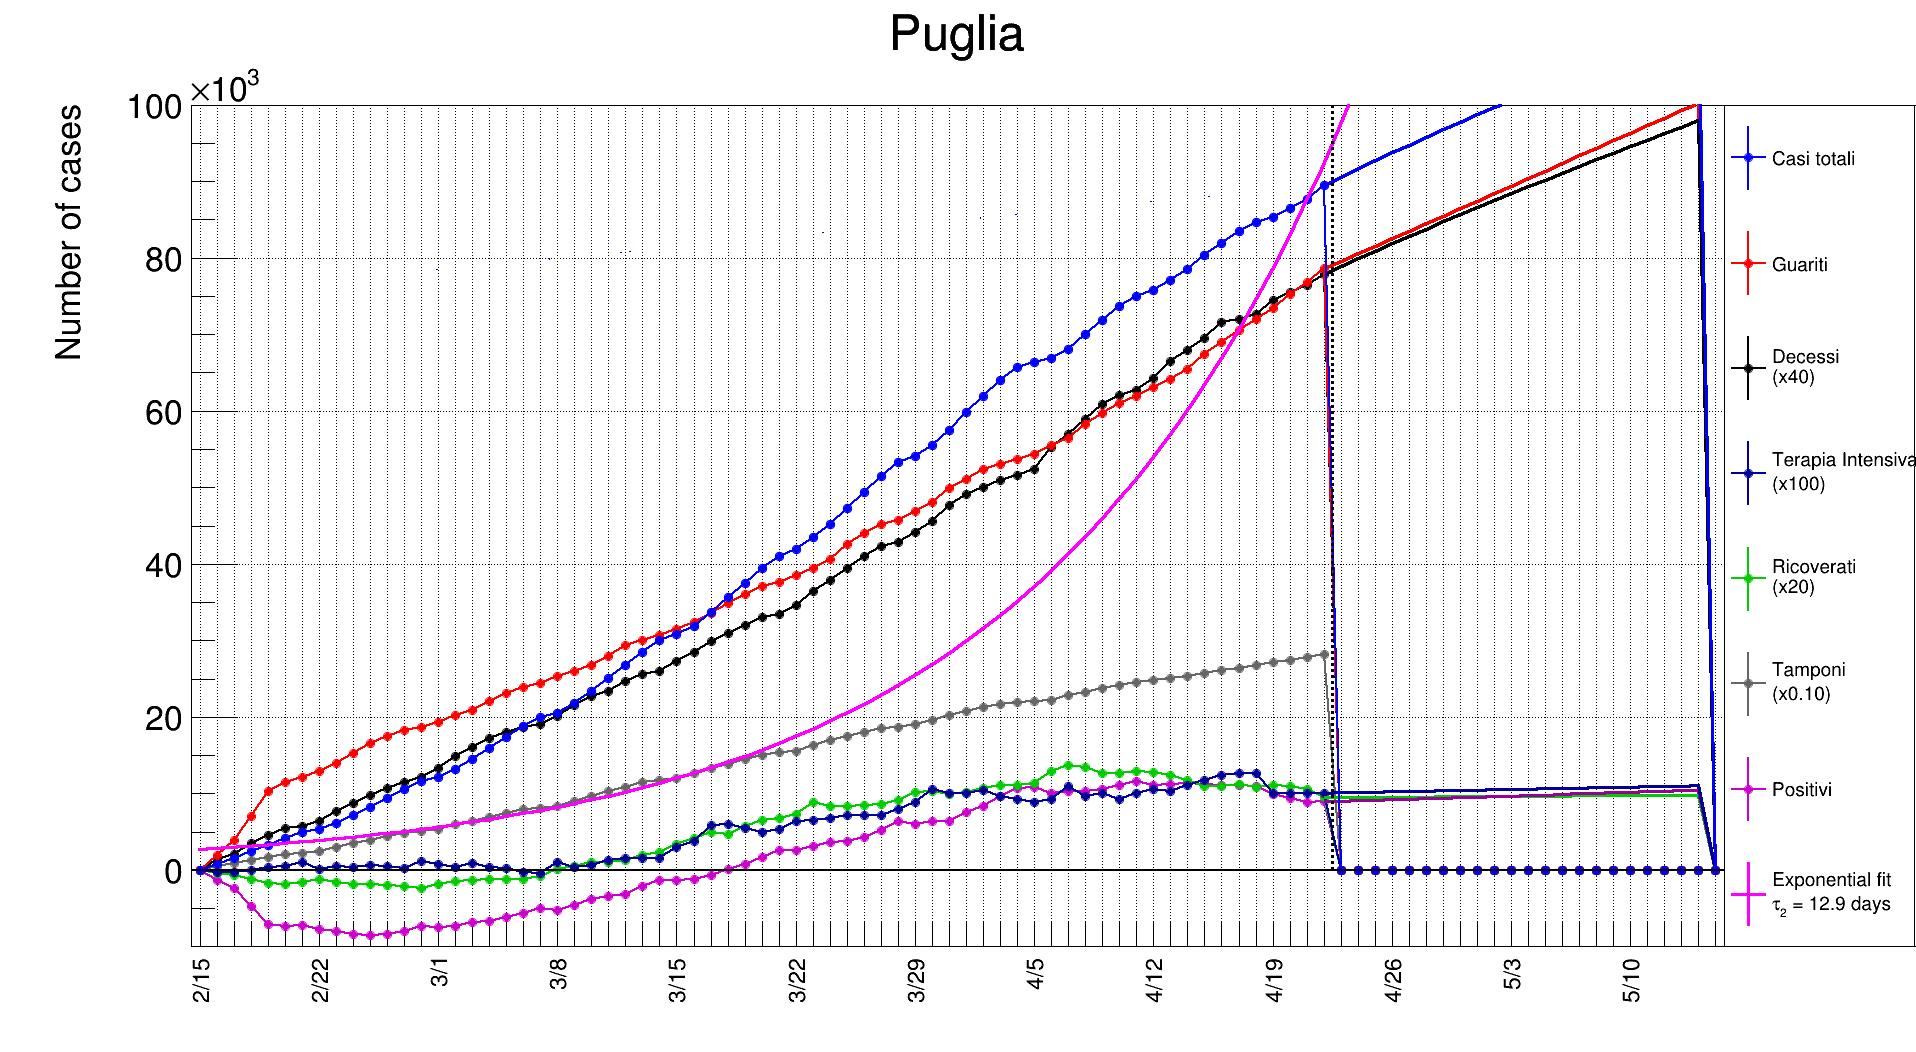 Puglia
×10³
Number of cases
100
80
60
40
20
0
2/15
2/22
3/1
3/8
3/15
3/22
3/29
4/5
4/12
4/19
4/26
5/3
5/10
Casi totali
Guariti
Decessi
(x40)
Terapia Intensiva
(x100)
Ricoverati
(x20)
Tamponi
(x0.10)
Positivi
Exponential fit
τ₂ = 12.9 days